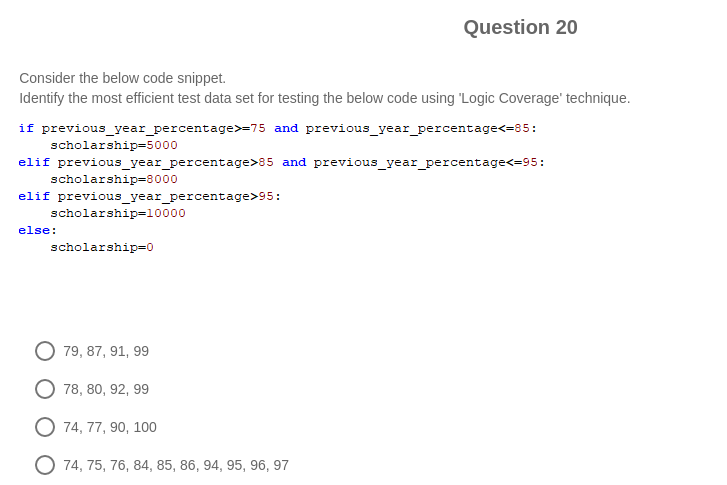 Question 20
Consider the below code snippet.
Identify the most efficient test data set for testing the below code using 'Logic Coverage' technique.
if previous_year_percentage>=75 and previous_year_percentage<=85:
    scholarship=5000
elif previous_year_percentage>85 and previous_year_percentage<=95:
    scholarship=8000
elif previous_year_percentage>95:
    scholarship=10000
else:
    scholarship=0
79, 87, 91, 99
78, 80, 92, 99
74, 77, 90, 100
74, 75, 76, 84, 85, 86, 94, 95, 96, 97